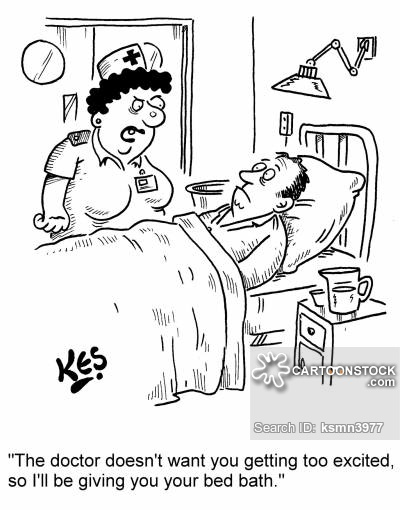 KES
CARTOONSTOCK
.com
Search ID: ksmn3977
"The doctor doesn't want you getting too excited,
so I'll be giving you your bed bath."